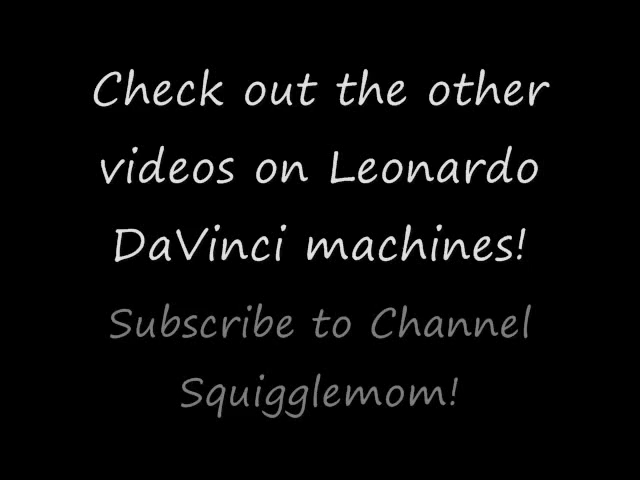 Check out the other
videos on Leonardo
DaVinci machines!
Subscribe to Channel
Squigglemom!